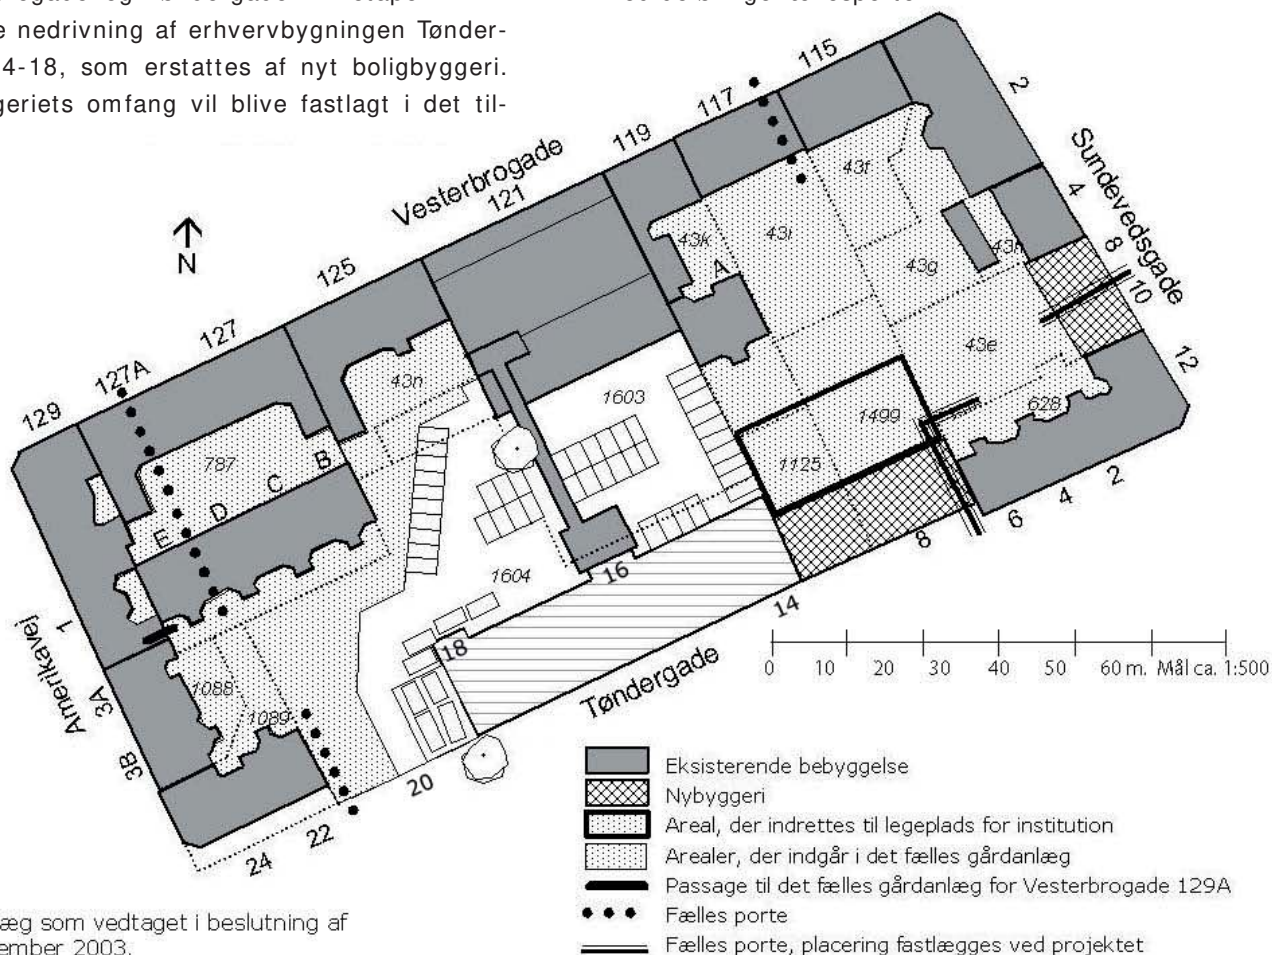 e nedrivning af erhvervbygningen Tønder-
4-18, som erstattes af nyt boligbyggeri.
geriets omfang vil blive fastlagt i det til-
N
Vesterbrogade
129
127A
127
125
121
119
117
115
2
Sundevedsgade
4
8
10
12
43f
43k
43i
43g
43h
43e
A
628
1499
1125
1603
43n
787
B
C
D
E
1604
1088
1089
Amerikavej
1
3A
3B
24
22
20
18
16
14
8
6
4
2
Tøndergade
0 10 20 30 40 50 60 m. Mål ca. 1:500
Eksisterende bebyggelse
Nybyggeri
Areal, der indrettes til legeplads for institution
Arealer, der indgår i det fælles gårdanlæg
Passage til det fælles gårdanlæg for Vesterbrogade 129A
Fælles porte
Fælles porte, placering fastlægges ved projektet
æg som vedtaget i beslutning af
ember 2003.